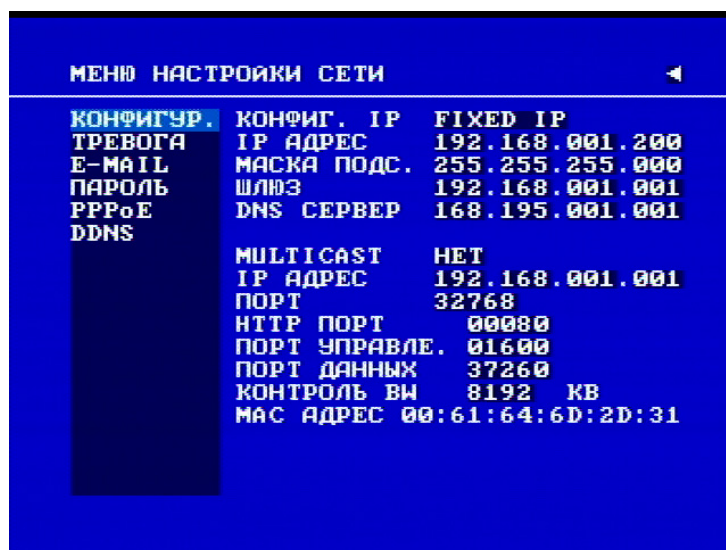 МЕНЮ НАСТРОЙКИ СЕТИ
КОНФИГУР. КОНФИГ. IP FIXED IP
ТРЕВОГА IP АДРЕС 192.168.001.200
E-MAIL МАСКА ПОДС. 255.255.255.000
ПАРОЛЬ ШЛЮЗ 192.168.001.001
PPPoE DNS СЕРВЕР 168.195.001.001
DDNS
MULTICAST НЕТ
IP АДРЕС 192.168.001.001
ПОРТ 32768
HTTP ПОРТ 00080
ПОРТ УПРАВЛЕ. 01600
ПОРТ ДАННЫХ 37260
КОНТРОЛЬ BW 8192 KB
MAC АДРЕС 00:61:64:6D:2D:31